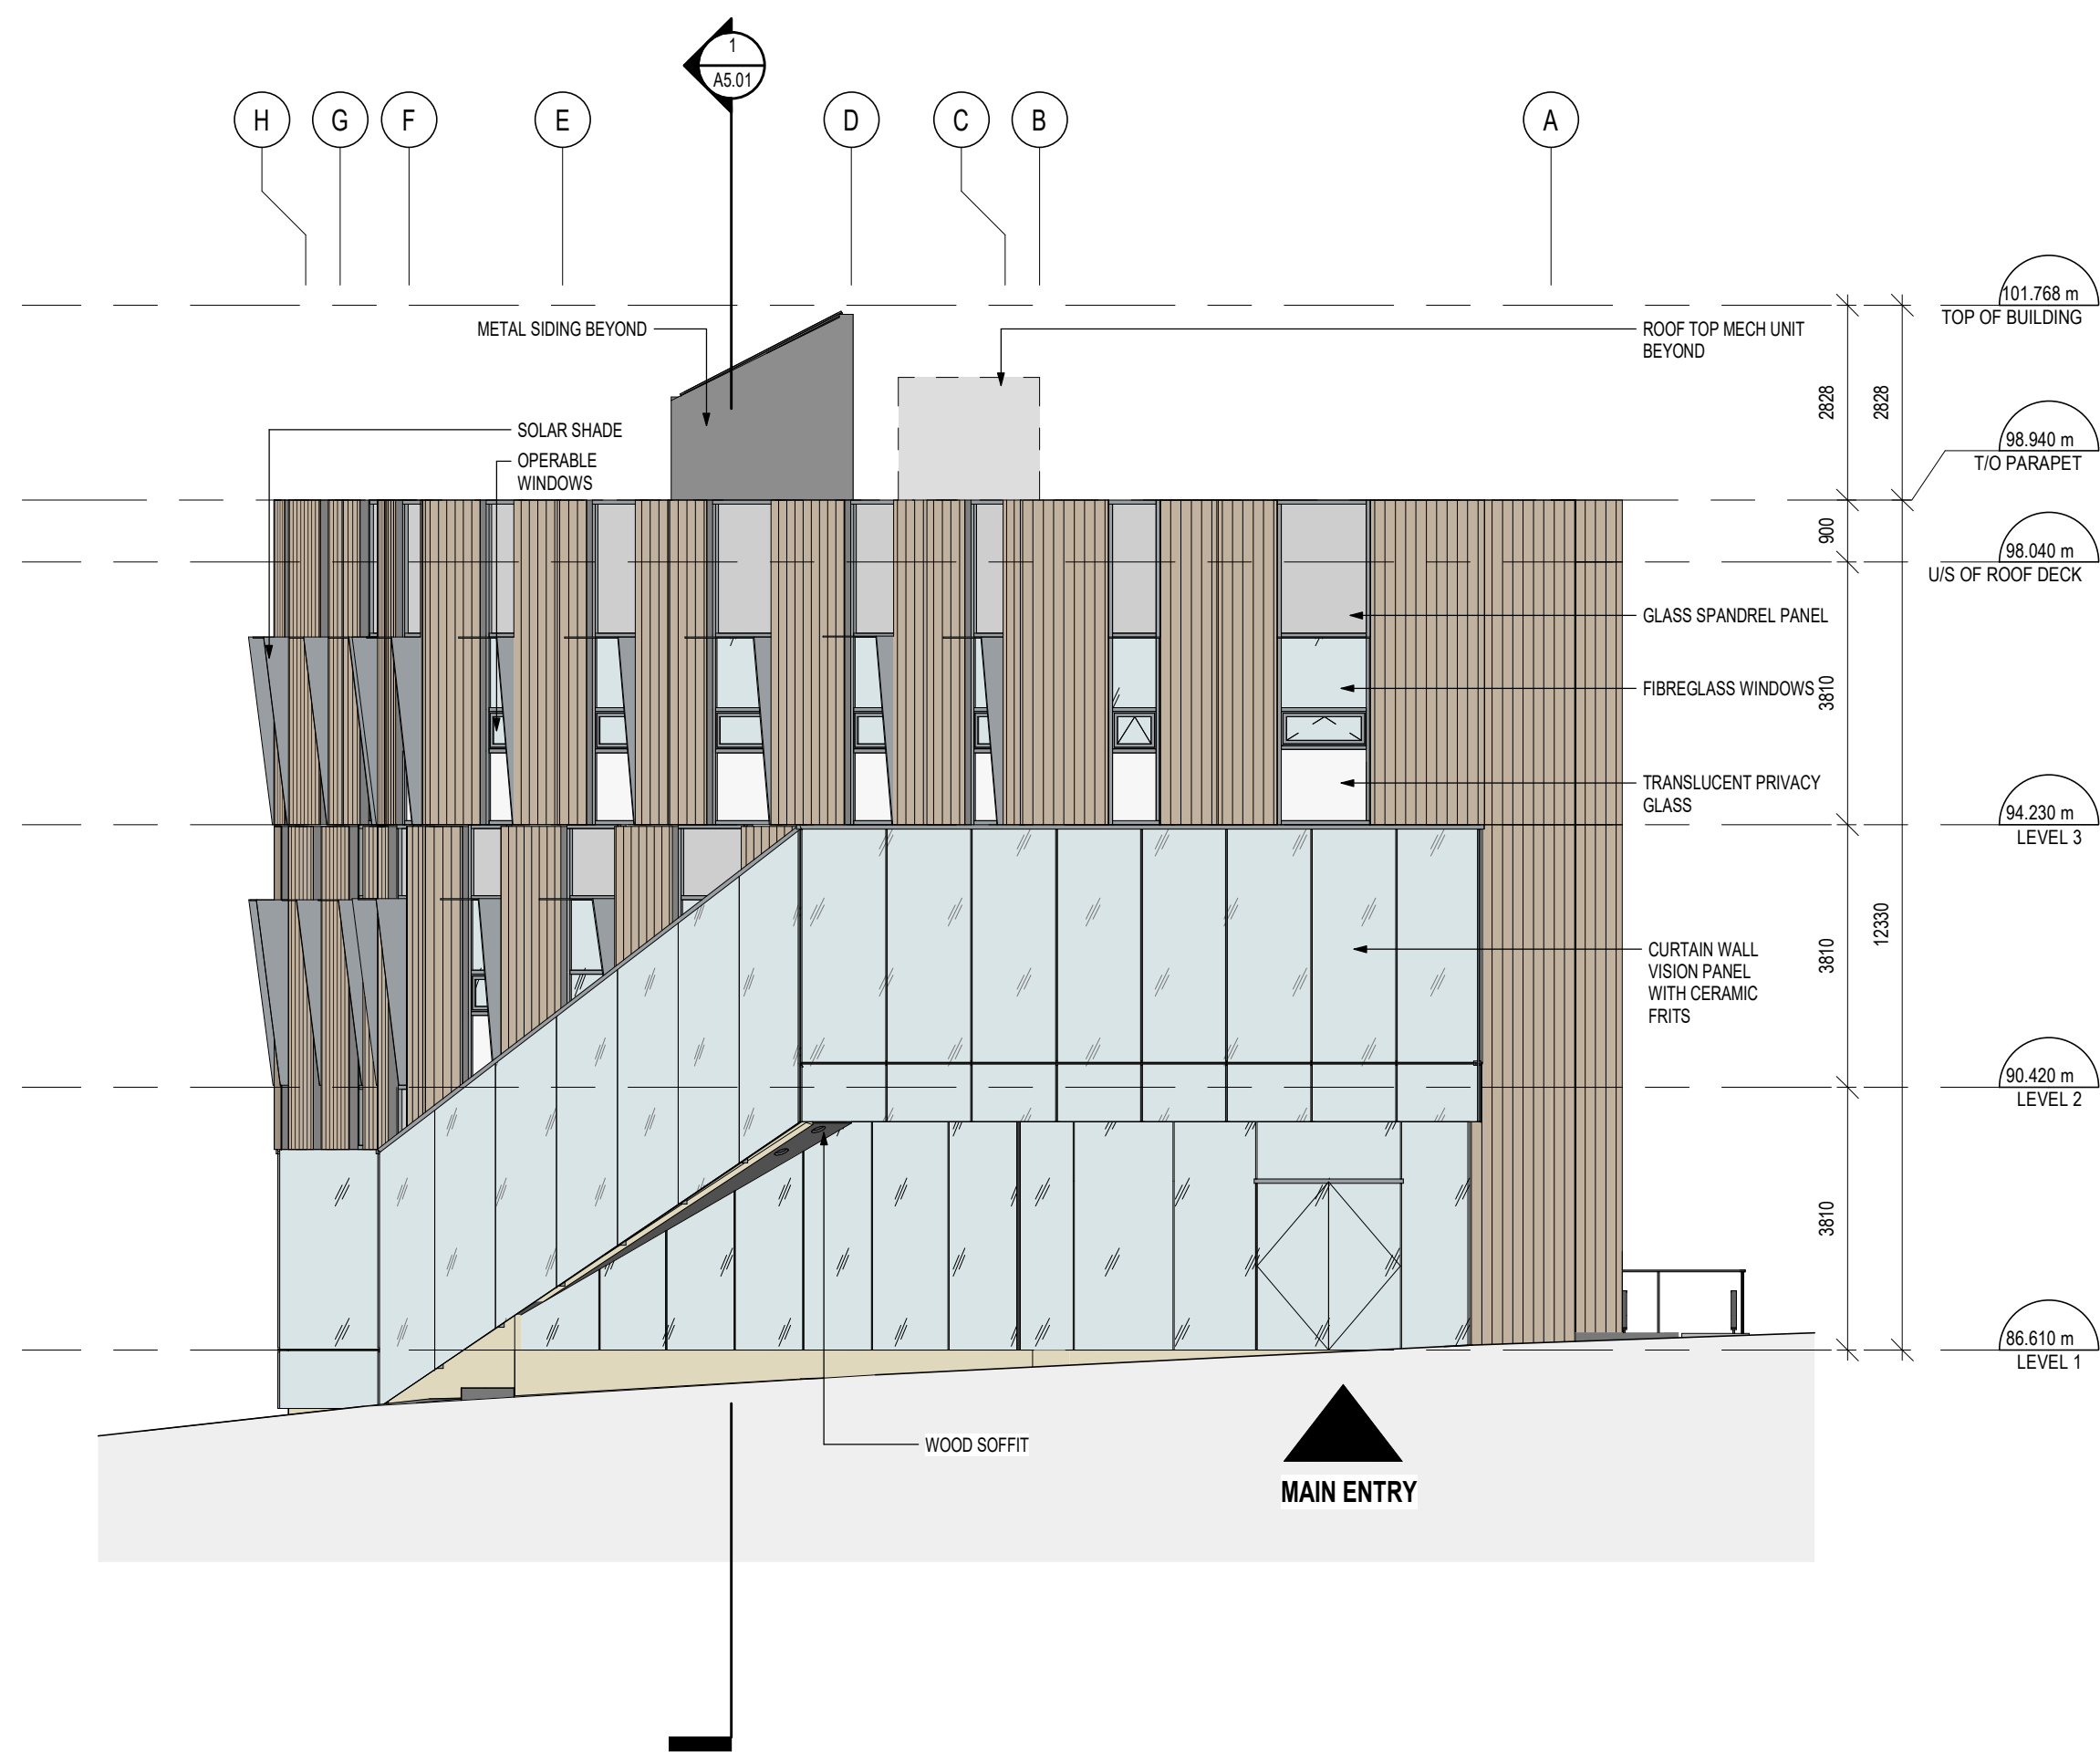 1
A5.01
H
G
F
E
D
C
B
A
101.768 m
TOP OF BUILDING
METAL SIDING BEYOND
ROOF TOP MECH UNIT
BEYOND
2828
2828
SOLAR SHADE
98.940 m
T/O PARAPET
OPERABLE
WINDOWS
900
98.040 m
U/S OF ROOF DECK
GLASS SPANDREL PANEL
FIBREGLASS WINDOWS
3810
TRANSLUCENT PRIVACY
GLASS
94.230 m
LEVEL 3
12330
3810
CURTAIN WALL
VISION PANEL
WITH CERAMIC
FRITS
90.420 m
LEVEL 2
3810
86.610 m
LEVEL 1
WOOD SOFFIT
MAIN ENTRY